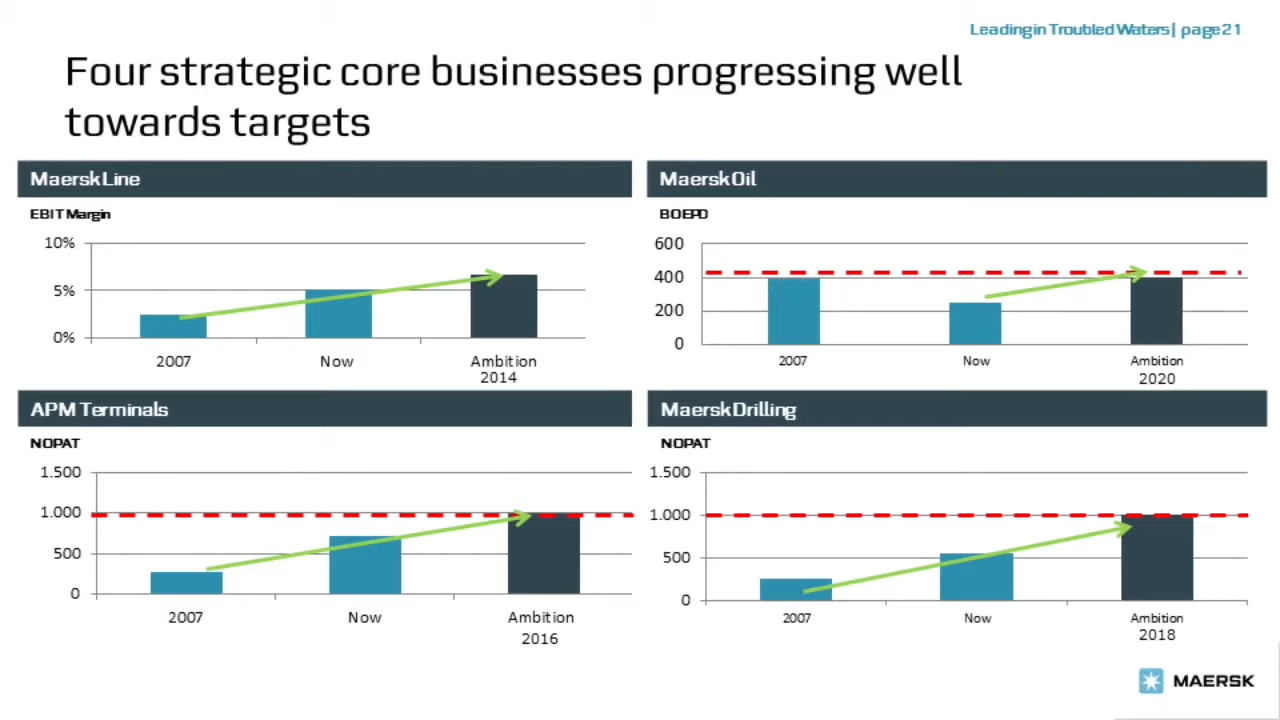 Leading in Troubled Waters | page 21
Four strategic core businesses progressing well
towards targets
Maersk Line
EBIT Margin
10%
5%
0%
2007 Now Ambition
2014
Maersk Oil
BOEPD
600
400
200
0
2007 Now Ambition
2020
APM Terminals
NOPAT
1.500
1.000
500
0
2007 Now Ambition
2016
Maersk Drilling
NOPAT
1.500
1.000
500
0
2007 Now Ambition
2018
MAERSK